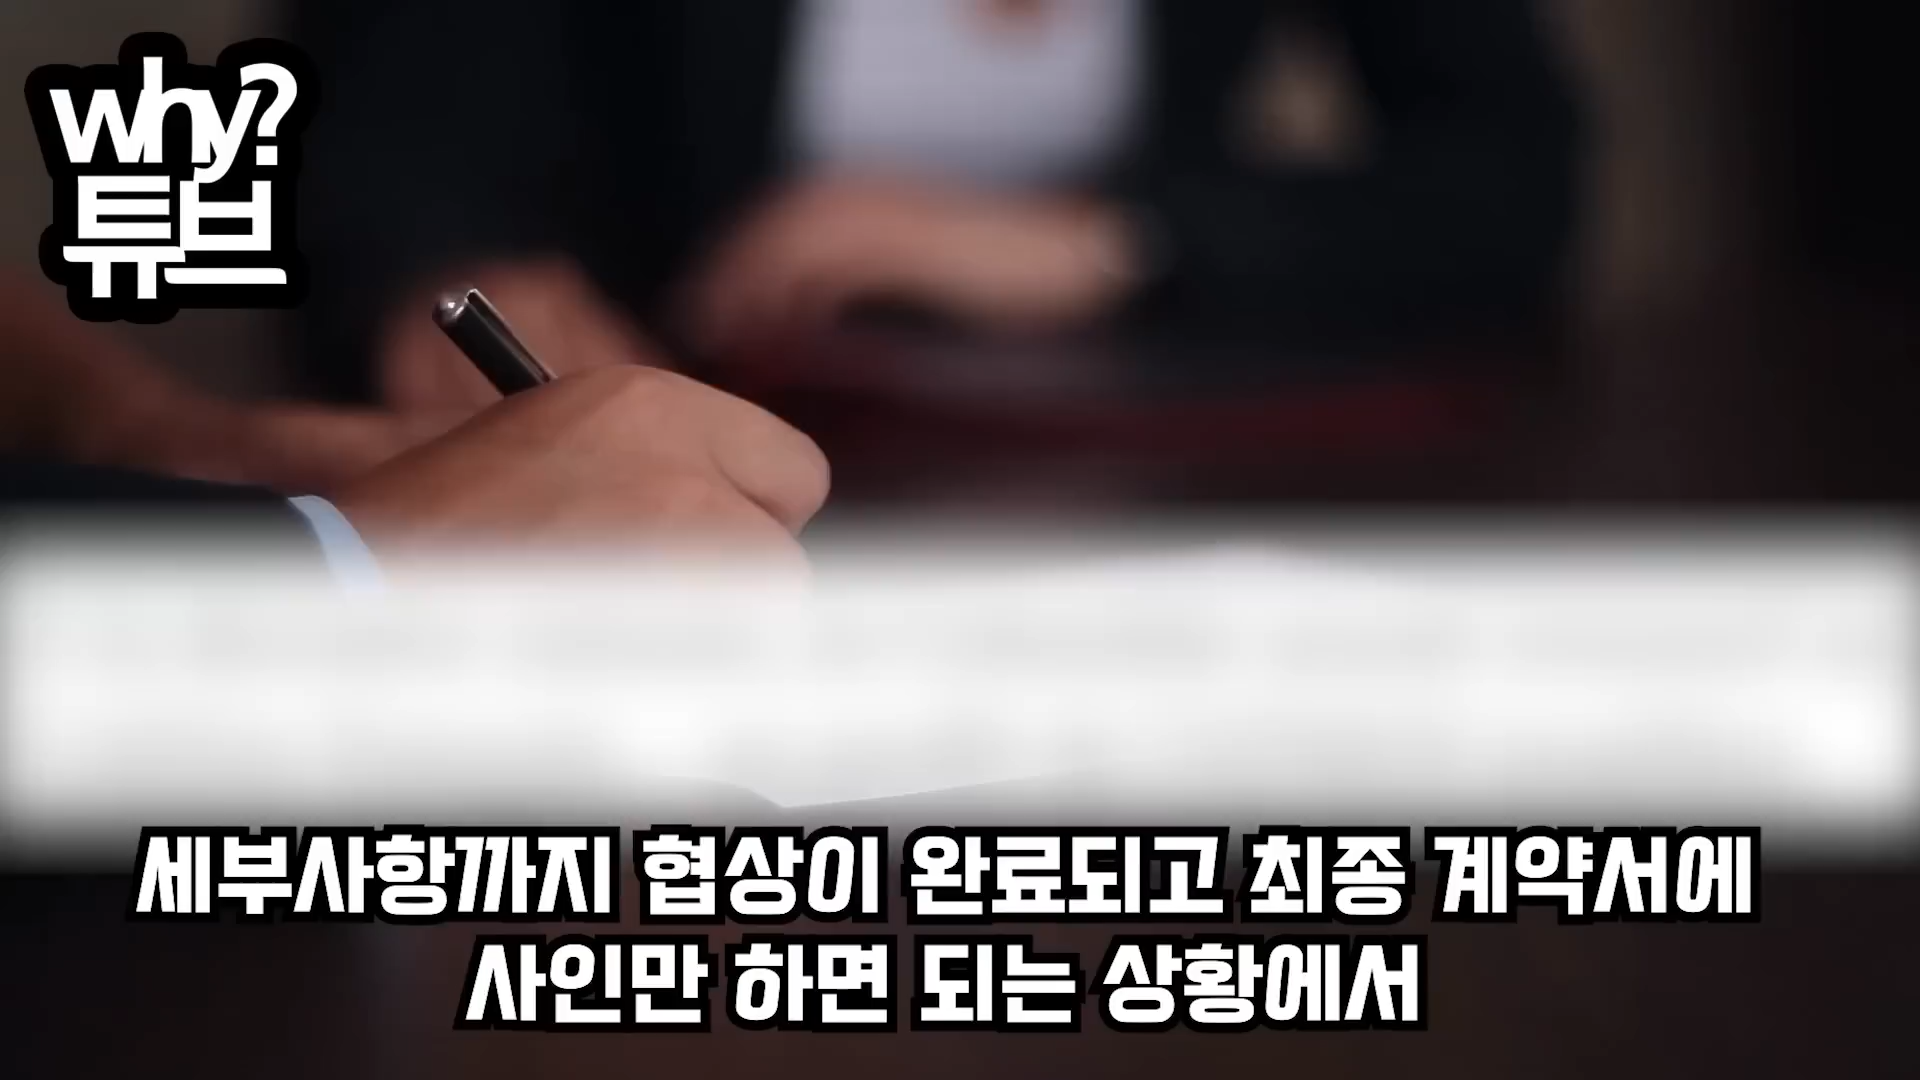 why?
튜브
세부사항까지 협상이 완료되고 최종 계약서에
사인만 하면 되는 상황에서